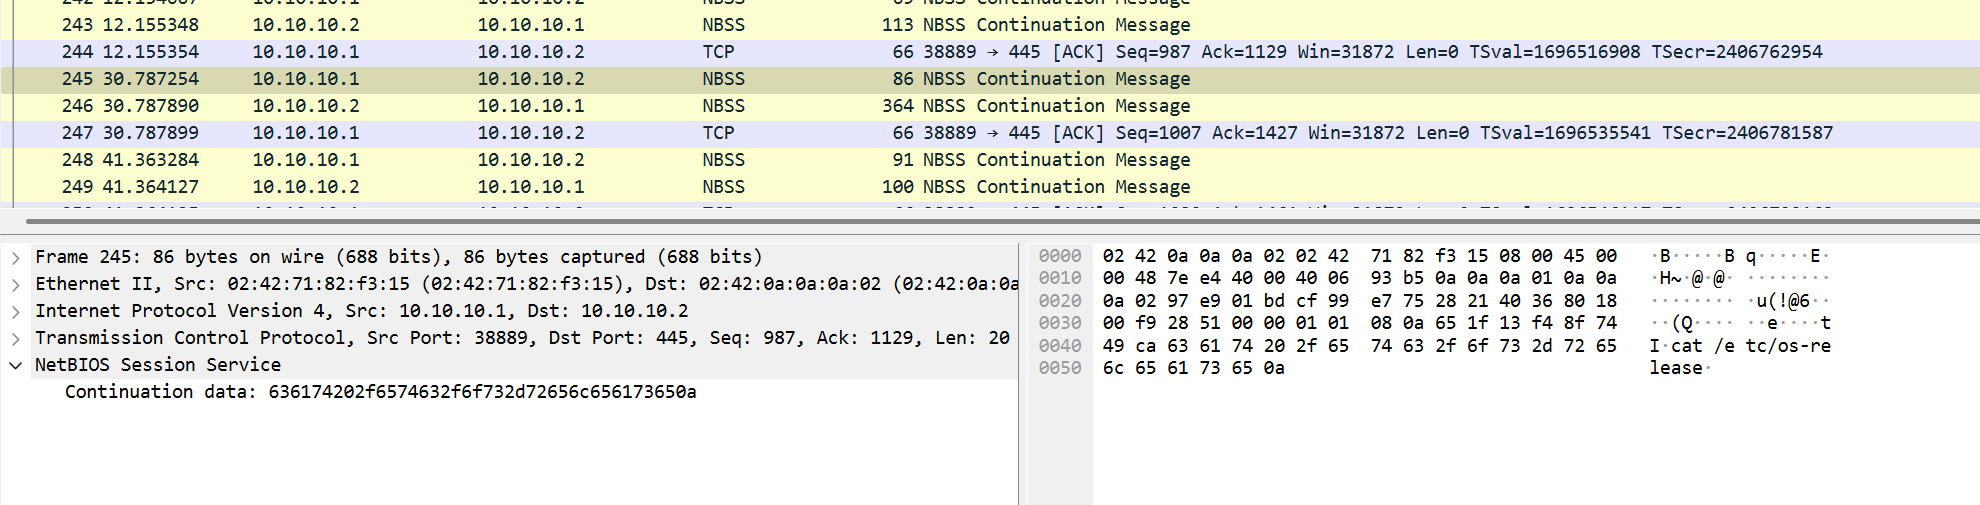 243 12.155348 10.10.10.2 10.10.10.1 NBSS 113 NBSS Continuation Message
244 12.155354 10.10.10.1 10.10.10.2 TCP 66 38889 → 445 [ACK] Seq=987 Ack=1129 Win=31872 Len=0 TSval=1696516908 TSecr=2406762954
245 30.787254 10.10.10.1 10.10.10.2 NBSS 86 NBSS Continuation Message
246 30.787890 10.10.10.2 10.10.10.1 NBSS 364 NBSS Continuation Message
247 30.787899 10.10.10.1 10.10.10.2 TCP 66 38889 → 445 [ACK] Seq=1007 Ack=1427 Win=31872 Len=0 TSval=1696535541 TSecr=2406781587
248 41.363284 10.10.10.1 10.10.10.2 NBSS 91 NBSS Continuation Message
249 41.364127 10.10.10.2 10.10.10.1 NBSS 100 NBSS Continuation Message
Frame 245: 86 bytes on wire (688 bits), 86 bytes captured (688 bits)
Ethernet II, Src: 02:42:71:82:f3:15 (02:42:71:82:f3:15), Dst: 02:42:0a:0a:0a:02 (02:42:0a:0a
Internet Protocol Version 4, Src: 10.10.10.1, Dst: 10.10.10.2
Transmission Control Protocol, Src Port: 38889, Dst Port: 445, Seq: 987, Ack: 1129, Len: 20
NetBIOS Session Service
Continuation data: 636174202f6574632f6f732d72656c656173650a
0000 02 42 0a 0a 0a 02 02 42 71 82 f3 15 08 00 45 00 ·B·····B q·····E·
0010 00 48 7e e4 40 00 40 06 93 b5 0a 0a 0a 01 0a 0a ·H~·@·@· ········
0020 0a 02 97 e9 01 bd cf 99 e7 75 28 21 40 36 80 18 ········ ·u(!@6··
0030 00 f9 28 51 00 00 01 01 08 0a 65 1f 13 f4 8f 74 ··(Q···· ··e····t
0040 49 ca 63 61 74 20 2f 65 74 63 2f 6f 73 2d 72 65 I·cat /e tc/os-re
0050 6c 65 61 73 65 0a lease·